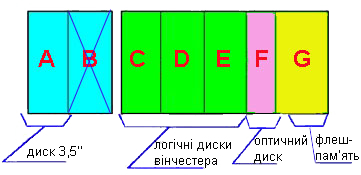 A B C D E F G
диск 3,5"
логічні диски
вінчестера
оптичний
диск
флеш-
пам'ять